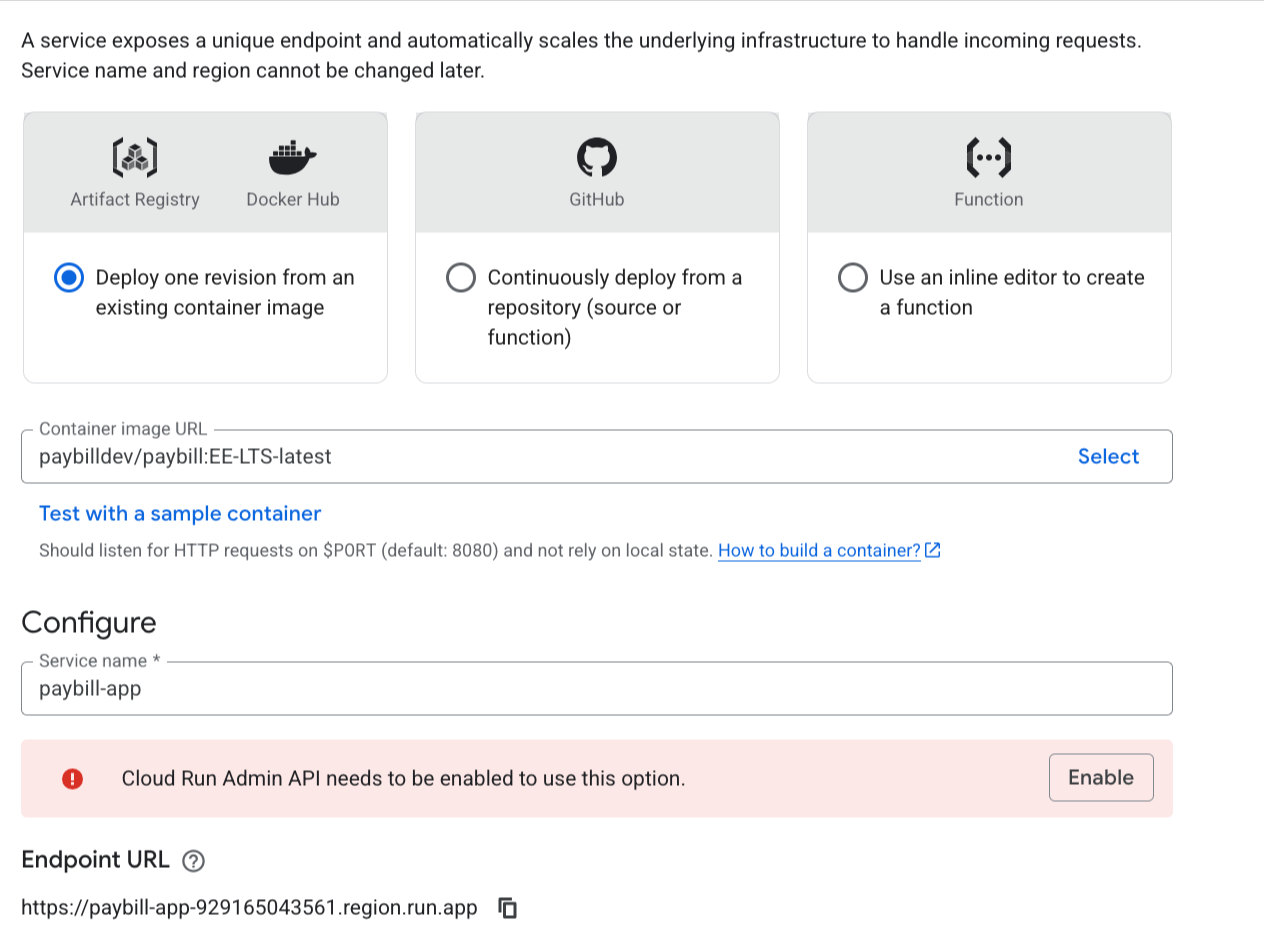 A service exposes a unique endpoint and automatically scales the underlying infrastructure to handle incoming requests.
Service name and region cannot be changed later.
Artifact Registry
Docker Hub
GitHub
Function
Deploy one revision from an
existing container image
Continuously deploy from a
repository (source or
function)
Use an inline editor to create
a function
Container image URL
paybilldev/paybill:EE-LTS-latest
Select
Test with a sample container
Should listen for HTTP requests on $PORT (default: 8080) and not rely on local state. How to build a container?
Configure
Service name *
paybill-app
Cloud Run Admin API needs to be enabled to use this option.
Enable
Endpoint URL
https://paybill-app-929165043561.region.run.app